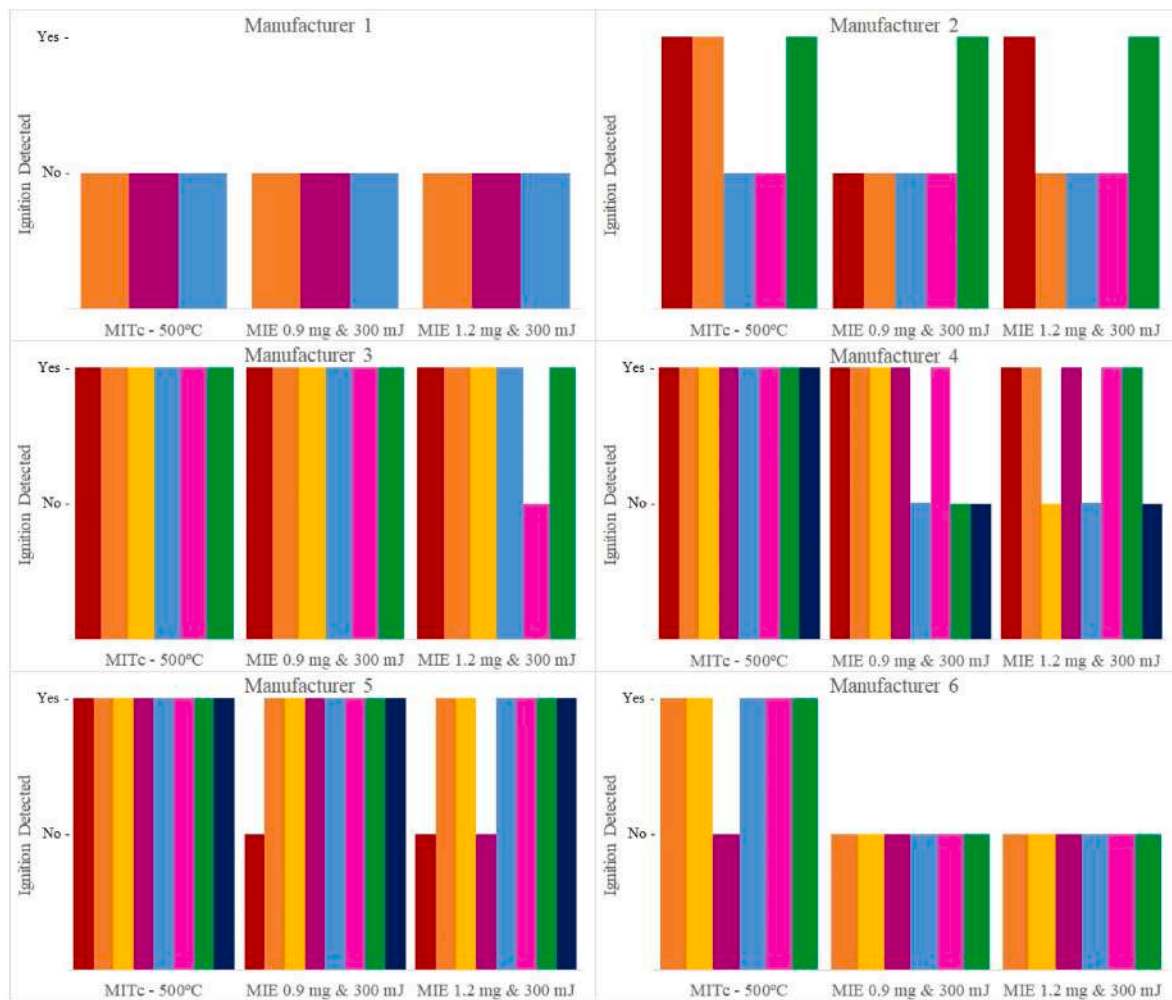 Manufacturer 1
Yes -
No -
Ignition Detected
MITc - 500ºC
MIE 0.9 mg & 300 mJ
MIE 1.2 mg & 300 mJ
Manufacturer 2
Ignition Detected
MITc - 500ºC
MIE 0.9 mg & 300 mJ
MIE 1.2 mg & 300 mJ
Manufacturer 3
Yes -
No -
Ignition Detected
MITc - 500ºC
MIE 0.9 mg & 300 mJ
MIE 1.2 mg & 300 mJ
Manufacturer 4
Yes -
No -
Ignition Detected
MITc - 500ºC
MIE 0.9 mg & 300 mJ
MIE 1.2 mg & 300 mJ
Manufacturer 5
Yes -
No -
Ignition Detected
MITc - 500ºC
MIE 0.9 mg & 300 mJ
MIE 1.2 mg & 300 mJ
Manufacturer 6
Yes -
No -
Ignition Detected
MITc - 500ºC
MIE 0.9 mg & 300 mJ
MIE 1.2 mg & 300 mJ